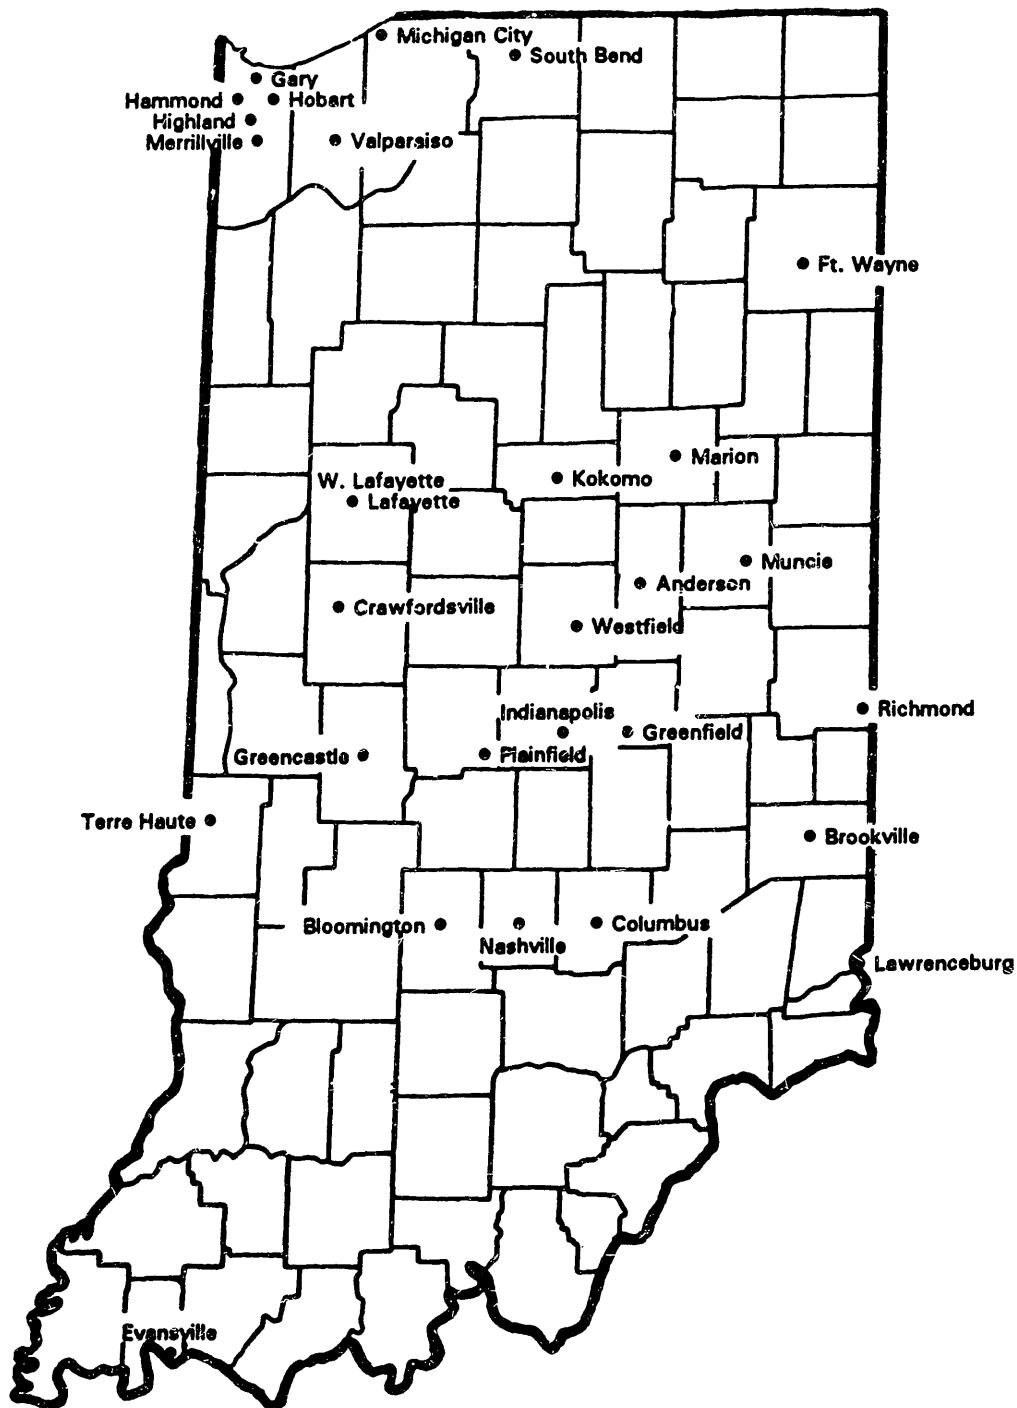 Michigan City
South Bend
Gary
Hammond
Hobart
Highland
Merrillville
Valparaiso
Ft. Wayne
Marion
W. Lafayette
Kokomo
Lafayette
Muncie
Anderson
Crawfordsville
Westfield
Richmond
Indianapolis
Greenfield
Greencastle
Plainfield
Terre Haute
Brookville
Bloomington
Columbus
Nashville
Lawrenceburg
Evansville